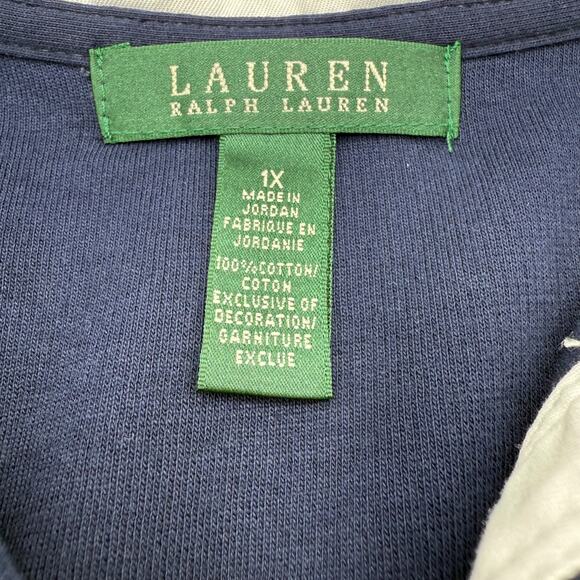 LAUREN
RALPH LAUREN
1X
MADE IN
JORDAN
FABRIQUE EN
JORDANIE
100%COTTON/
COTON
EXCLUSIVE OF
DECORATION/
GARNITURE
EXCLUE